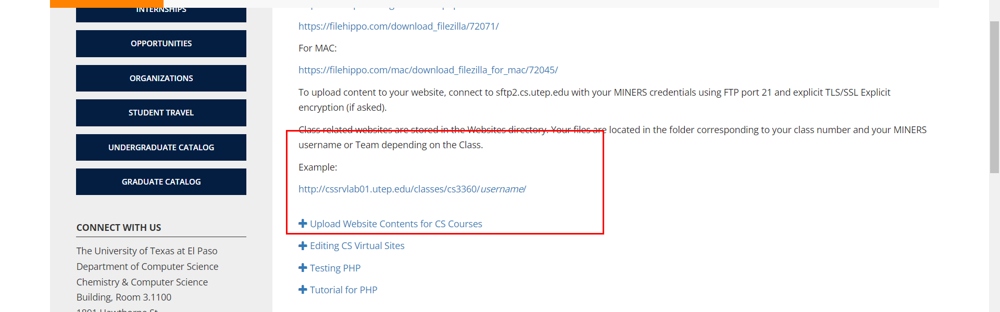 INTERNSHIPS
OPPORTUNITIES
ORGANIZATIONS
STUDENT TRAVEL
UNDERGRADUATE CATALOG
GRADUATE CATALOG
CONNECT WITH US
The University of Texas at El Paso
Department of Computer Science
Chemistry & Computer Science
Building, Room 3.1100
1801 Hawthorne St
https://filehippo.com/download_filezilla/72071/
For MAC:
https://filehippo.com/mac/download_filezilla_for_mac/72045/
To upload content to your website, connect to sftp2.cs.utep.edu with your MINERS credentials using FTP port 21 and explicit TLS/SSL Explicit
encryption (if asked).
Class related websites are stored in the Websites directory. Your files are located in the folder corresponding to your class number and your MINERS
username or Team depending on the Class.
Example:
http://cssrvlab01.utep.edu/classes/cs3360/username/
Upload Website Contents for CS Courses
Editing CS Virtual Sites
Testing PHP
Tutorial for PHP